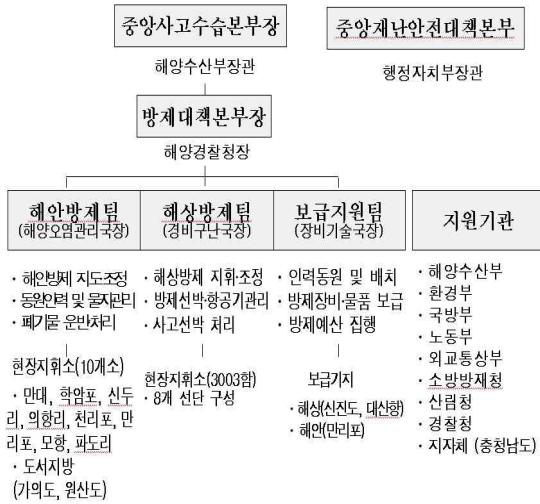 중앙사고수습본부장
해양수산부장관
중앙재난안전대책본부
행정자치부장관
방제대책본부장
해양경찰청장
해안방제팀
(해양오염관리국장)
· 해안방제 지도조정
· 동원인력 및 물자관리
· 폐기물 운반처리
현장지휘소(10개소)
· 만대, 학암포, 신두
리, 의항리, 천리포, 만
리포, 모항, 파도리
· 도서지방
(가의도, 원산도)
해상방제팀
(경비구난국장)
· 해상방제 지휘·조정
· 방제선박·항공기관리
· 사고선박 처리
현장지휘소(3003함)
· 8개 선단 구성
보급지원팀
(장비기술국장)
· 인력동원 및 배치
· 방제장비·물품 보급
· 방제예산 집행
보급기지
· 해상(신진도, 대산항)
· 해안(만리포)
지원기관
· 해양수산부
· 환경부
· 국방부
· 노동부
· 외교통상부
· 소방방재청
· 산림청
· 경찰청
· 지자체 (충청남도)